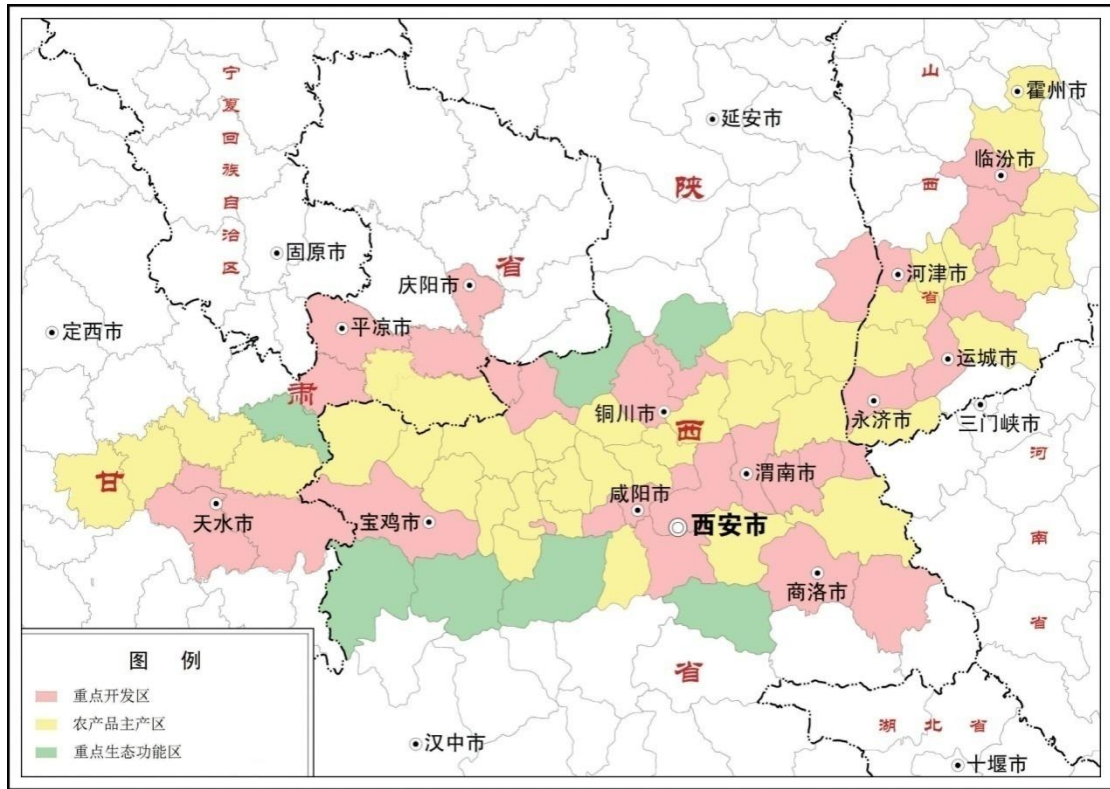 宁夏回族自治区
山西省
陕西省
甘肃省
河南省
湖北省
霍州市
延安市
临汾市
固原市
庆阳市
河津市
定西市
平凉市
运城市
铜川市
永济市
三门峡市
渭南市
咸阳市
天水市
宝鸡市
西安市
商洛市
汉中市
十堰市
图 例
重点开发区
农产品主产区
重点生态功能区